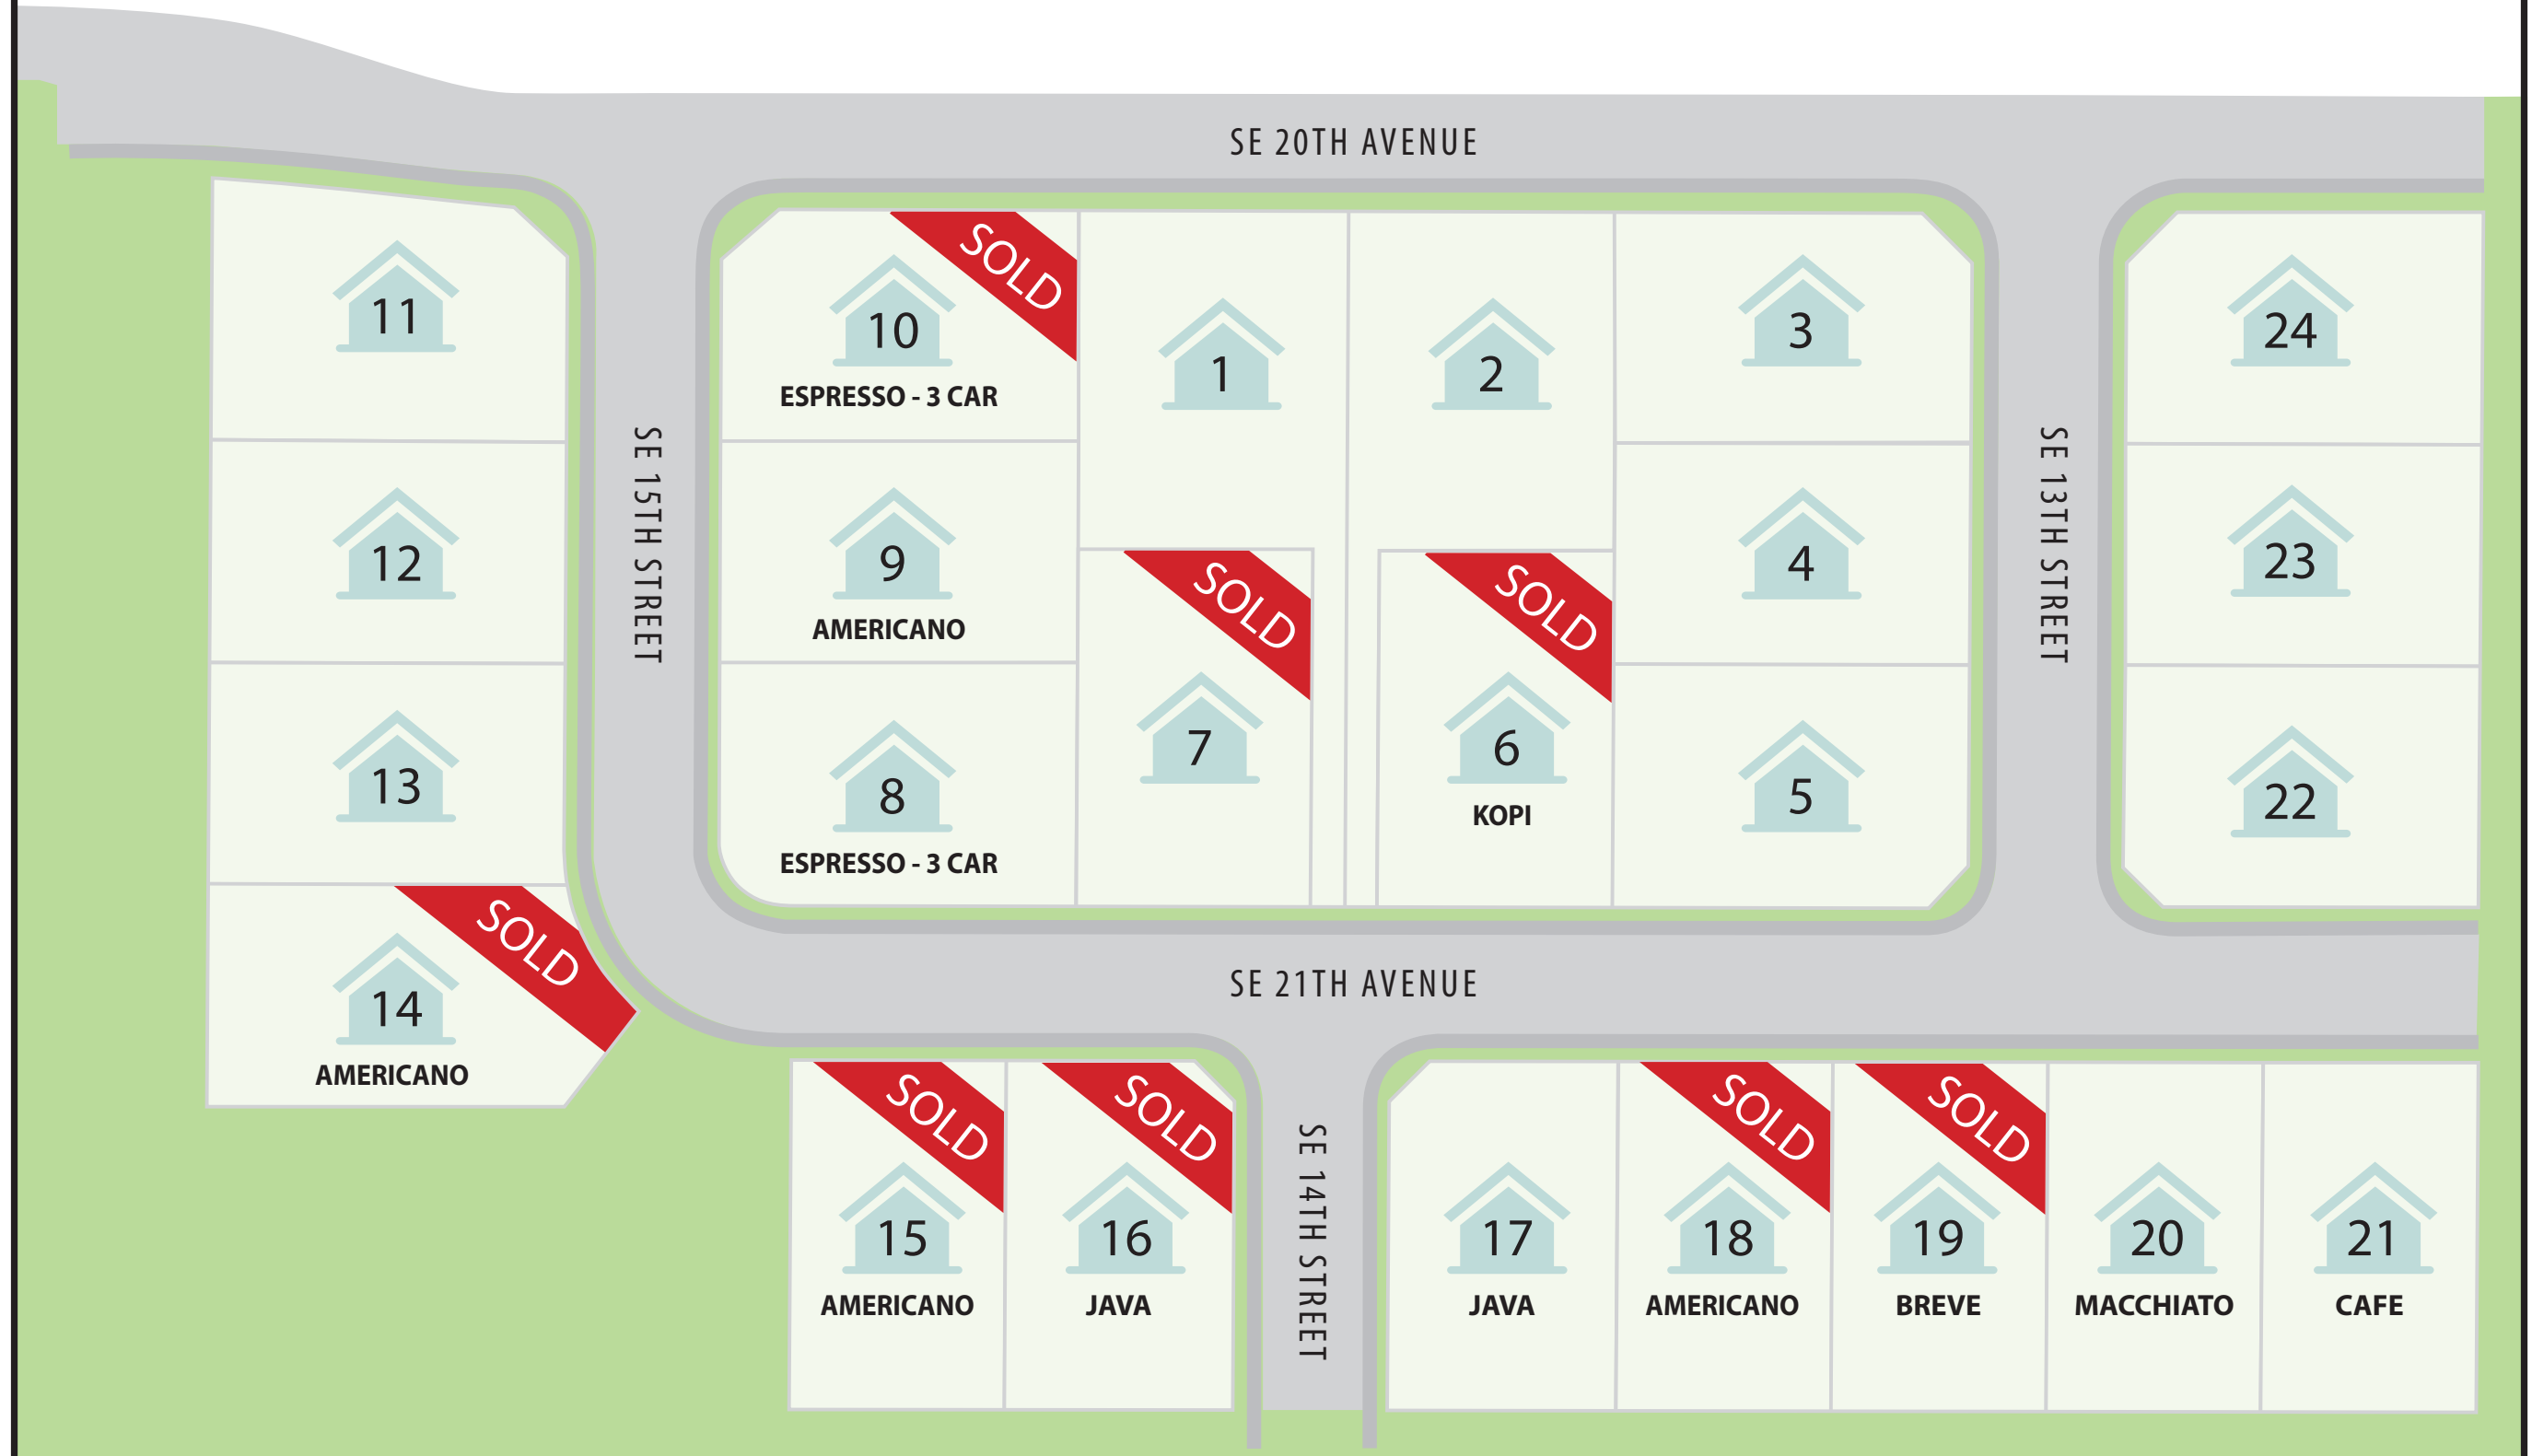 SE 20TH AVENUE
11
SOLD
10
ESPRESSO - 3 CAR
1
2
3
24
SE 15TH STREET
SE 13TH STREET
12
9
AMERICANO
SOLD
7
SOLD
6
KOPI
4
23
13
8
ESPRESSO - 3 CAR
5
22
SOLD
14
AMERICANO
SE 21TH AVENUE
SOLD
15
AMERICANO
SOLD
16
JAVA
SE 14TH STREET
17
JAVA
SOLD
18
AMERICANO
SOLD
19
BREVE
20
MACCHIATO
21
CAFE